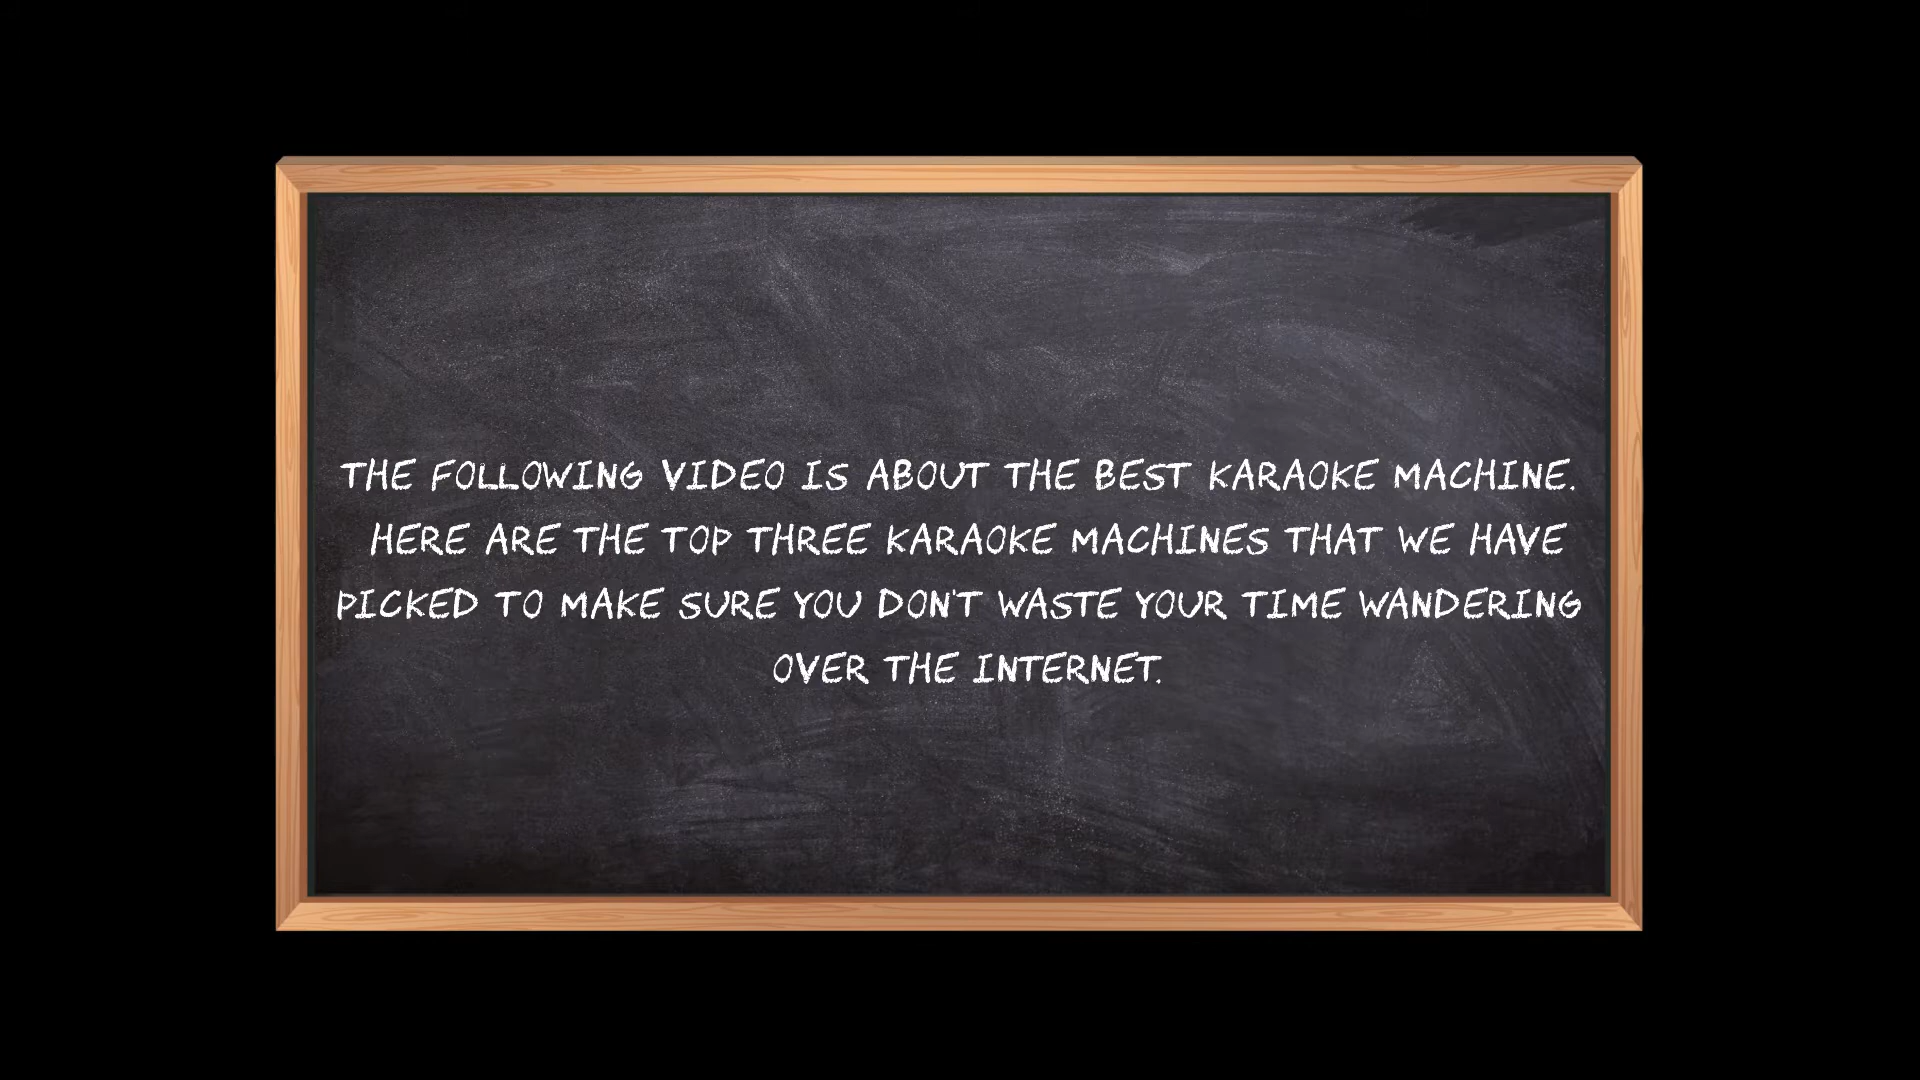 THE FOLLOWING VIDEO IS ABOUT THE BEST KARAOKE MACHINE.
HERE ARE THE TOP THREE KARAOKE MACHINES THAT WE HAVE
PICKED TO MAKE SURE YOU DON'T WASTE YOUR TIME WANDERING
OVER THE INTERNET.